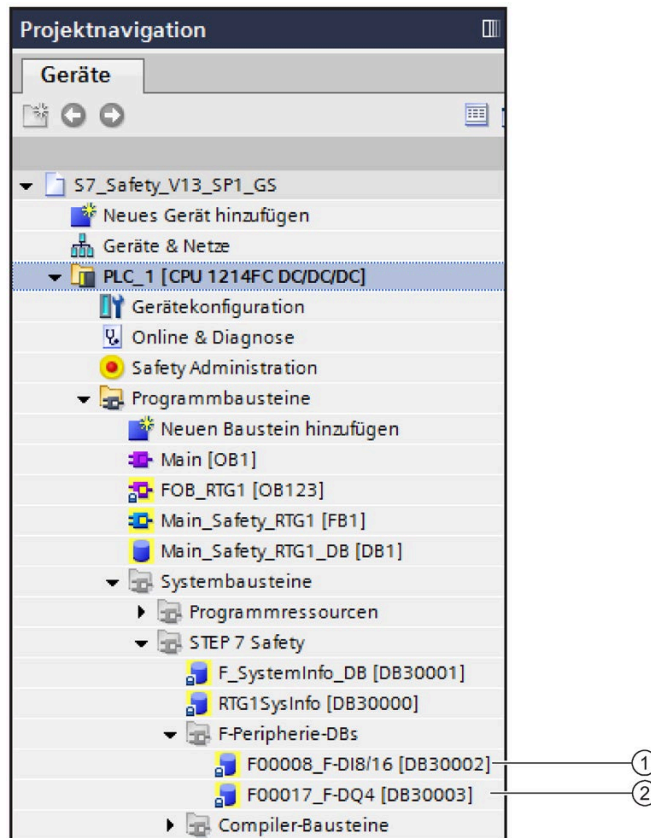 Projektnavigation
Geräte
S7_Safety_V13_SP1_GS
Neues Gerät hinzufügen
Geräte & Netze
PLC_1 [CPU 1214FC DC/DC/DC]
Gerätekonfiguration
Online & Diagnose
Safety Administration
Programmbausteine
Neuen Baustein hinzufügen
Main [OB1]
FOB_RTG1 [OB123]
Main_Safety_RTG1 [FB1]
Main_Safety_RTG1_DB [DB1]
Systembausteine
Programmressourcen
STEP 7 Safety
F_SystemInfo_DB [DB30001]
RTG1SysInfo [DB30000]
F-Peripherie-DBs
F00008_F-DI8/16 [DB30002] 1
F00017_F-DQ4 [DB30003] 2
Compiler-Bausteine